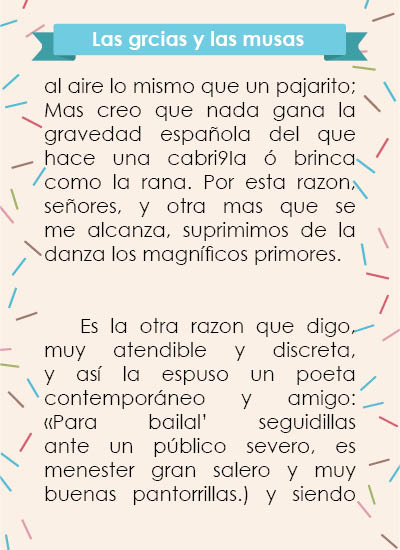 Las grcias y las musas
al aire lo mismo que un pajarito;
Mas creo que nada gana la
gravedad española del que
hace una cabri9la ó brinca
como la rana. Por esta razon,
señores, y otra mas que se
me alcanza, suprimimos de la
danza los magníficos primores.
Es la otra razon que digo,
muy atendible y discreta,
y así la espuso un poeta
contemporáneo y amigo:
«Para bailal’ seguidillas
ante un público severo, es
menester gran salero y muy
buenas pantorrillas.) y siendo